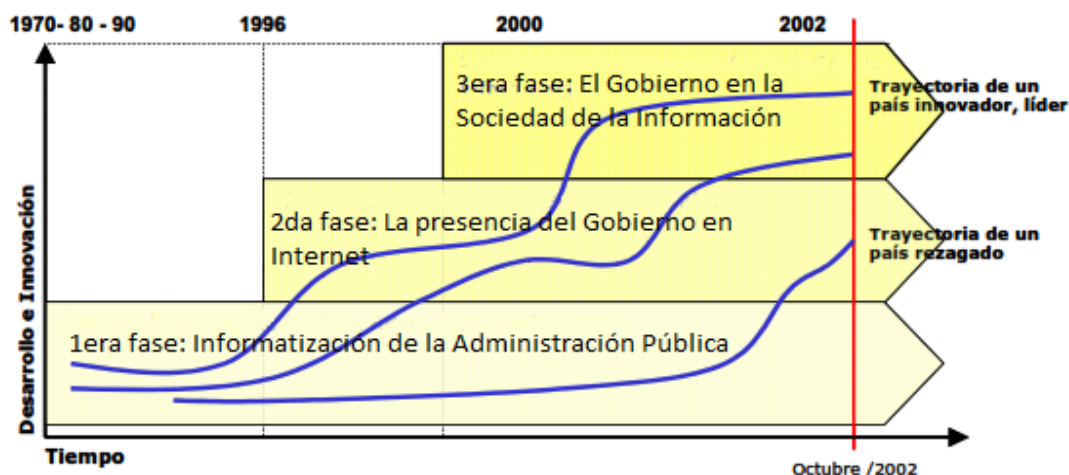 1970- 80 - 90 1996 2000 2002
3era fase: El Gobierno en la
Sociedad de la Información
Trayectoria de un
país innovador, líder
2da fase: La presencia del Gobierno en
Internet
Trayectoria de un
país rezagado
1era fase: Informatización de la Administración Pública
Desarrollo e Innovación
Tiempo
Octubre /2002